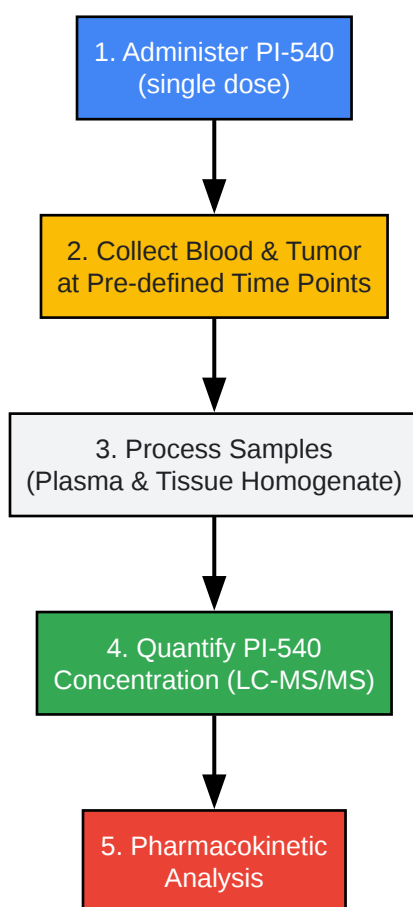 1. Administer PI-540
(single dose)
2. Collect Blood & Tumor
at Pre-defined Time Points
3. Process Samples
(Plasma & Tissue Homogenate)
4. Quantify PI-540
Concentration (LC-MS/MS)
5. Pharmacokinetic
Analysis